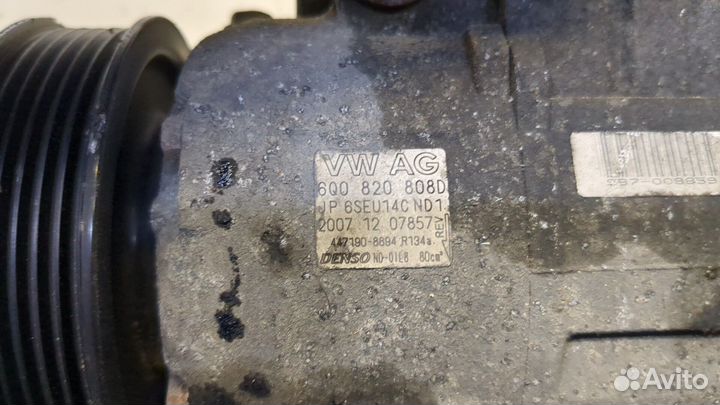 VW AG
6Q0 820 808D
JP 6SEU14C ND1
2007 12 07857>
REV
447190-8894 R134a
DENSO ND-OIL8 80cm³
Avito